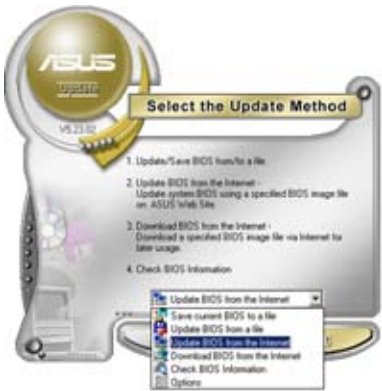 ASUS
Update
V5.23.02
Select the Update Method
1. Update/Save BIOS from/to a file
2. Update BIOS from the Internet -
Update system BIOS using a specified BIOS image file
on ASUS Web Site.
3. Download BIOS from the Internet -
Download a specified BIOS image file via Internet for
later usage.
4. Check BIOS Information
Update BIOS from the Internet
Save current BIOS to a file
Update BIOS from a file
Update BIOS from the Internet
Download BIOS from the Internet
Check BIOS Information
Options